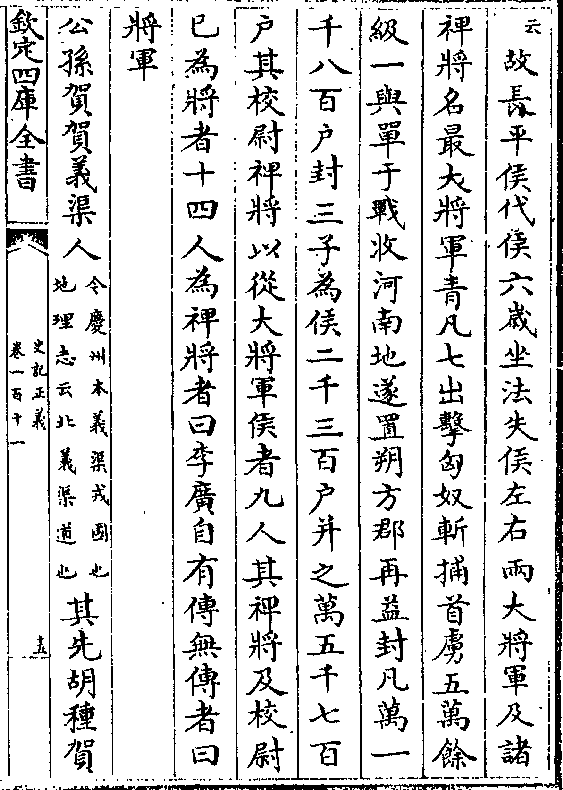 云故長平侯代侯六歲坐法失侯左右兩大將軍及諸
裨將名最大將軍青凡七出擊匈奴斬捕首虜五萬餘
級一與單于戰收河南地遂置朔方郡再益封凡萬一
千八百户封三子為侯二千三百户并之萬五千七百
户其校尉裨將以從大將軍侯者九人其裨將及校尉
已為將者十四人為裨將者曰李廣自有傳無傳者曰
將軍
公孫賀賀義渠人
今慶州本義渠戎國也
地理志云北義渠道也
其先胡種賀
欽定四庫全書
史記正義
卷一百十一
十五